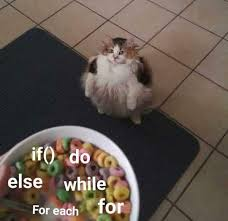 if() do
else while
For each for